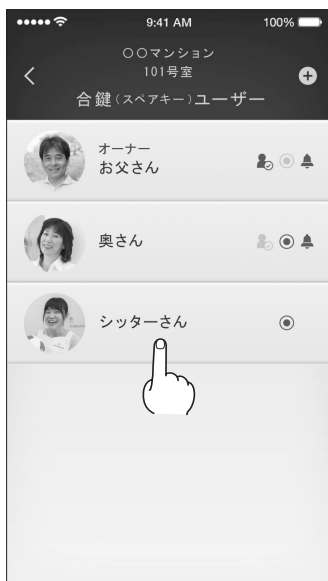 9:41 AM
100%
○○マンション
101号室
合鍵(スペアキー)ユーザー
オーナー
お父さん
奥さん
シッターさん